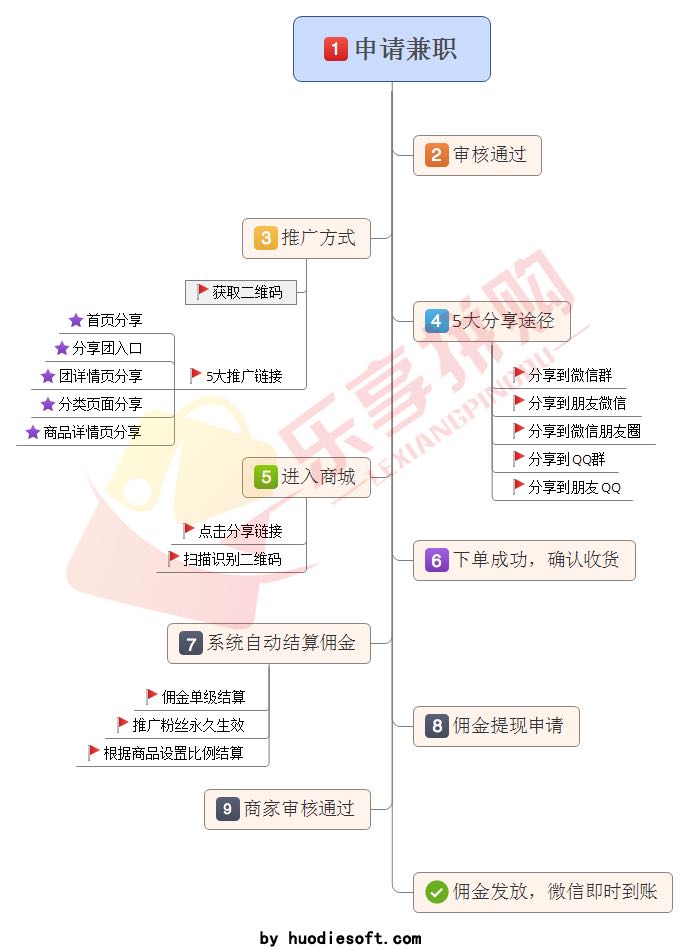 1 申请兼职
2 审核通过
3 推广方式
获取二维码
5大推广链接
首页分享
分享团入口
团详情页分享
分类页面分享
商品详情页分享
4 5大分享途径
分享到微信群
分享到朋友微信
分享到微信朋友圈
分享到QQ群
分享到朋友QQ
5 进入商城
点击分享链接
扫描识别二维码
6 下单成功，确认收货
7 系统自动结算佣金
佣金单级结算
推广粉丝永久生效
根据商品设置比例结算
8 佣金提现申请
9 商家审核通过
佣金发放，微信即时到账
乐享拼购
LEXIANGPINGOU
by huodiesoft.com